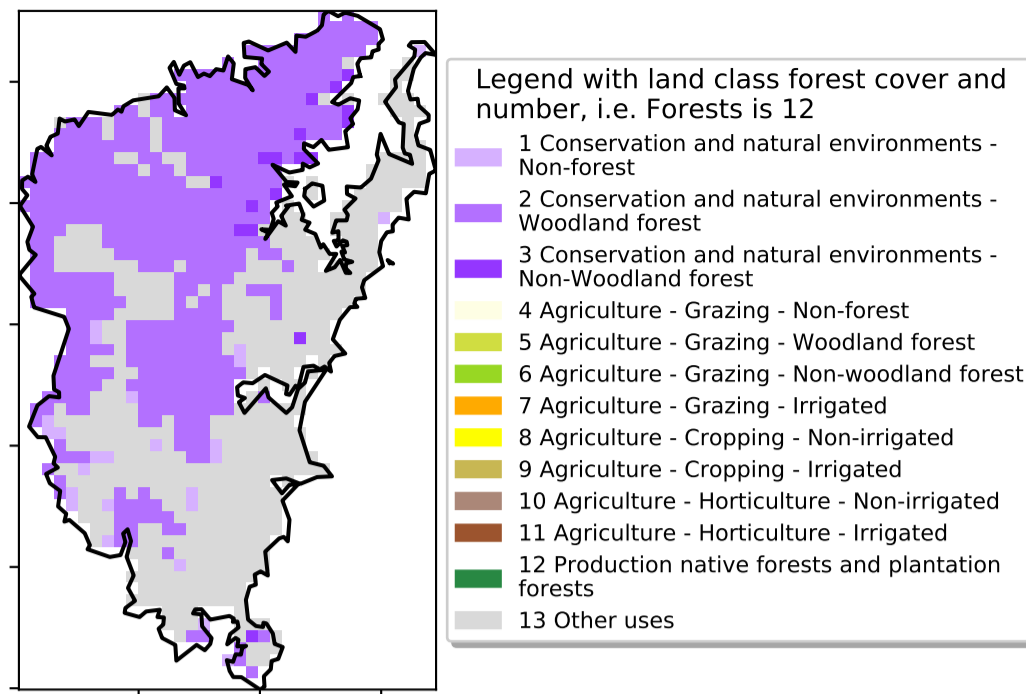 Legend with land class forest cover and
number, i.e. Forests is 12
1 Conservation and natural environments -
Non-forest
2 Conservation and natural environments -
Woodland forest
3 Conservation and natural environments -
Non-Woodland forest
4 Agriculture - Grazing - Non-forest
5 Agriculture - Grazing - Woodland forest
6 Agriculture - Grazing - Non-woodland forest
7 Agriculture - Grazing - Irrigated
8 Agriculture - Cropping - Non-irrigated
9 Agriculture - Cropping - Irrigated
10 Agriculture - Horticulture - Non-irrigated
11 Agriculture - Horticulture - Irrigated
12 Production native forests and plantation
forests
13 Other uses